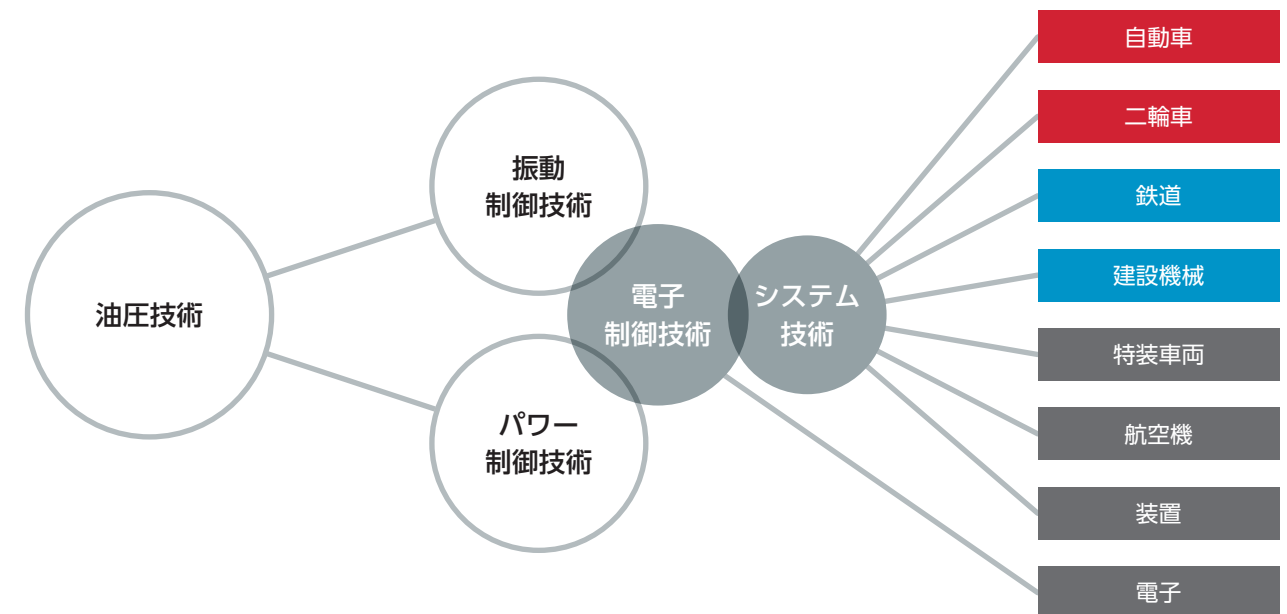 油圧技術
振動
制御技術
パワー
制御技術
電子
制御技術
システム
技術
自動車
二輪車
鉄道
建設機械
特装車両
航空機
装置
電子